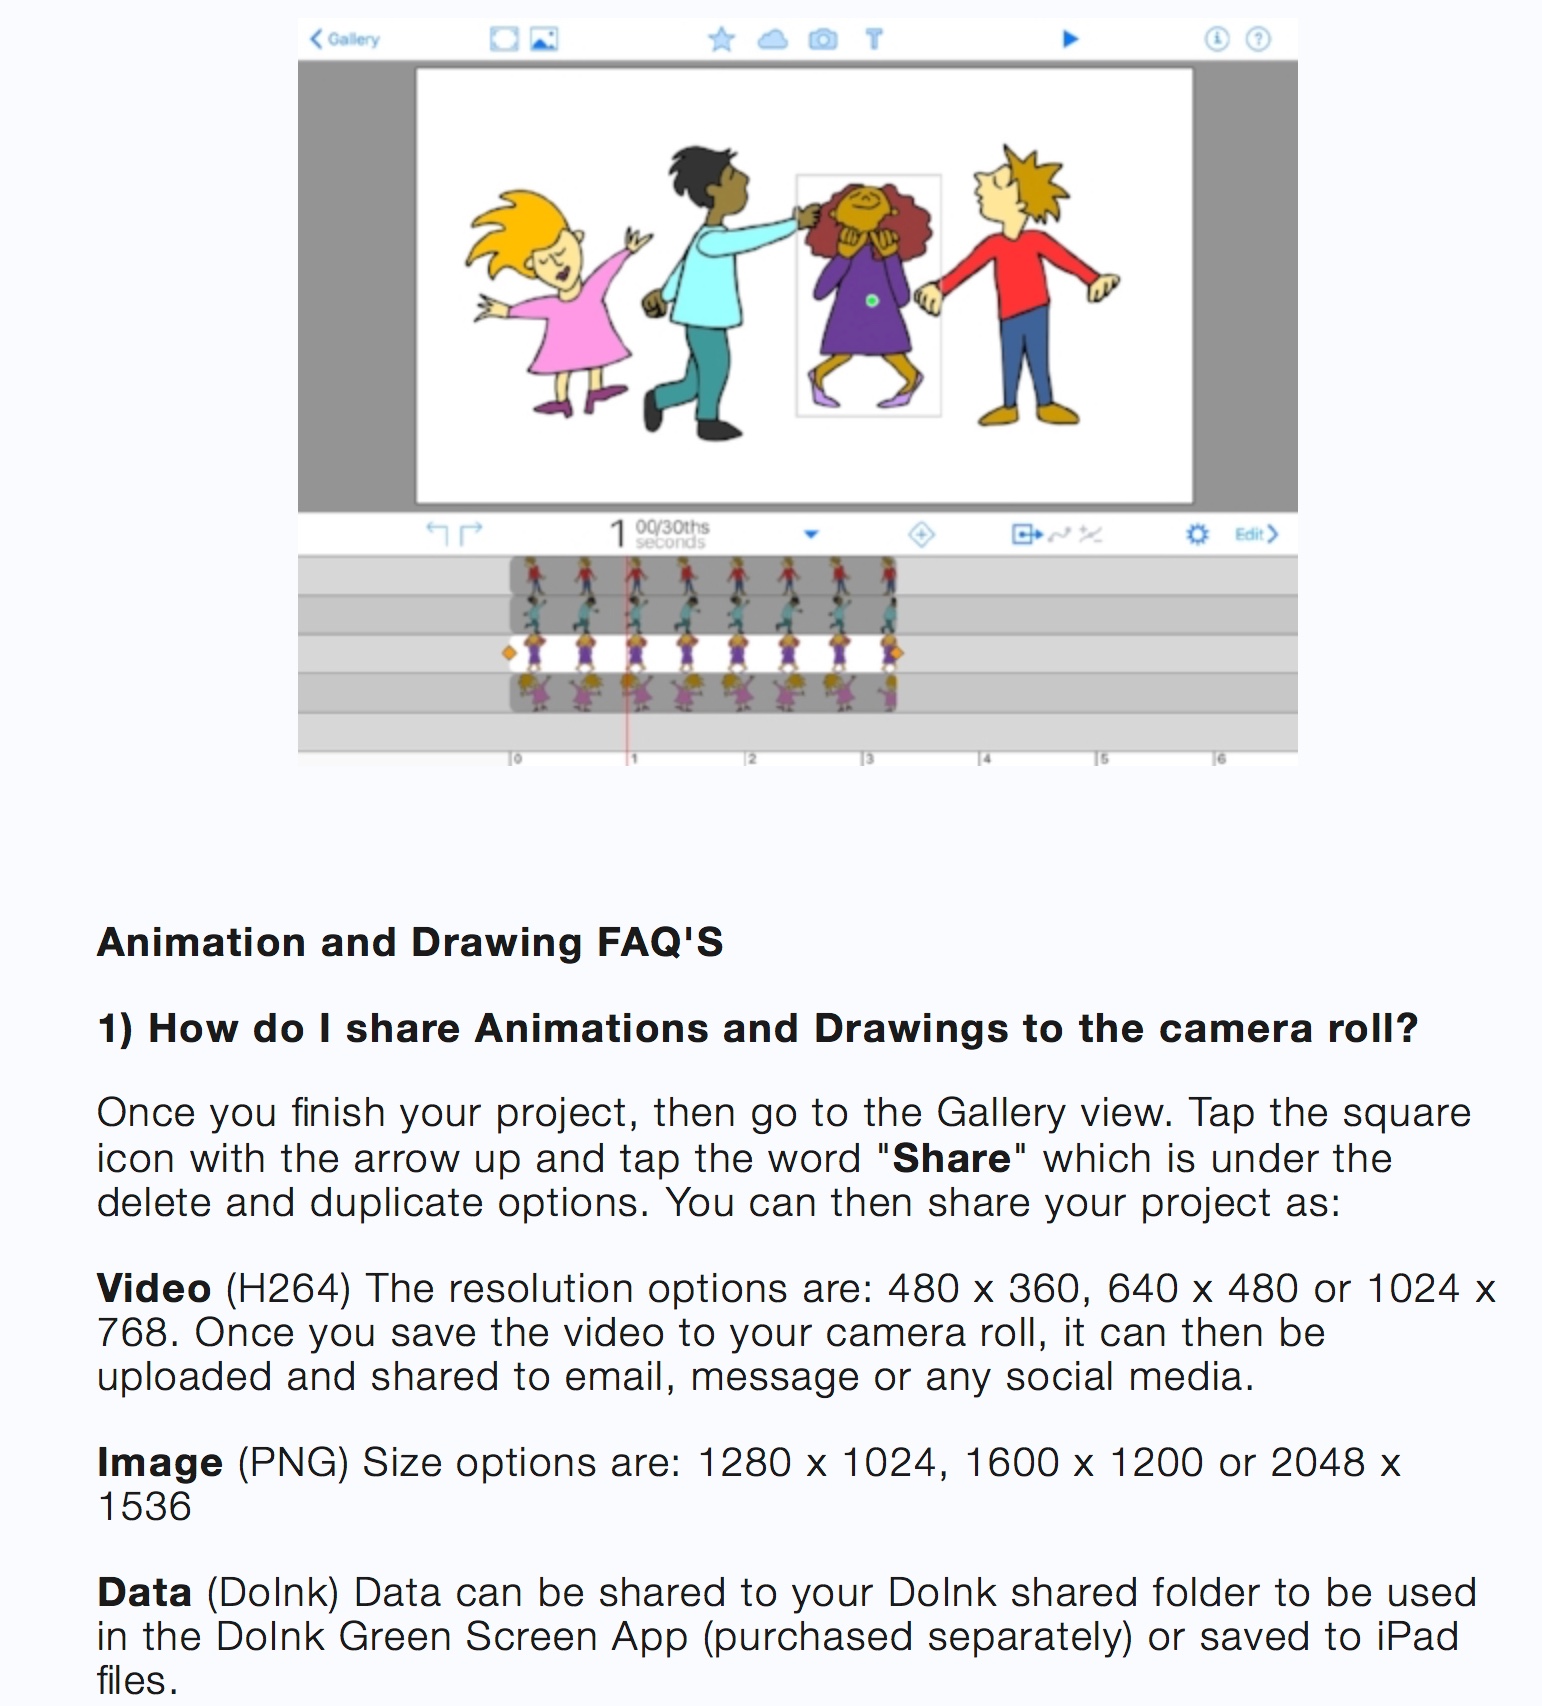 Gallery
T
i
?
1 00/30ths
seconds
Edit
0 1 2 3 4 5 6
Animation and Drawing FAQ'S
1) How do I share Animations and Drawings to the camera roll?
Once you finish your project, then go to the Gallery view. Tap the square
icon with the arrow up and tap the word "Share" which is under the
delete and duplicate options. You can then share your project as:
Video (H264) The resolution options are: 480 x 360, 640 x 480 or 1024 x
768. Once you save the video to your camera roll, it can then be
uploaded and shared to email, message or any social media.
Image (PNG) Size options are: 1280 x 1024, 1600 x 1200 or 2048 x
1536
Data (DoInk) Data can be shared to your DoInk shared folder to be used
in the DoInk Green Screen App (purchased separately) or saved to iPad
files.